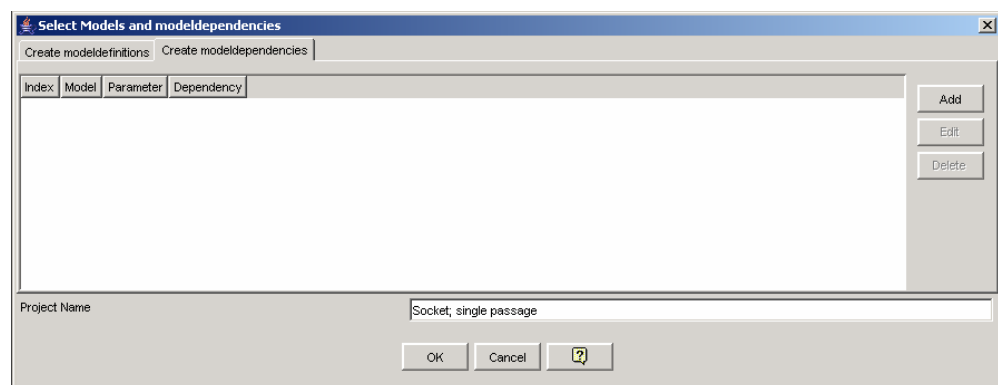 Select Models and modeldependencies
Create modeldefinitions Create modeldependencies
Index Model Parameter Dependency
Add
Edit
Delete
Project Name Socket; single passage
OK Cancel ?